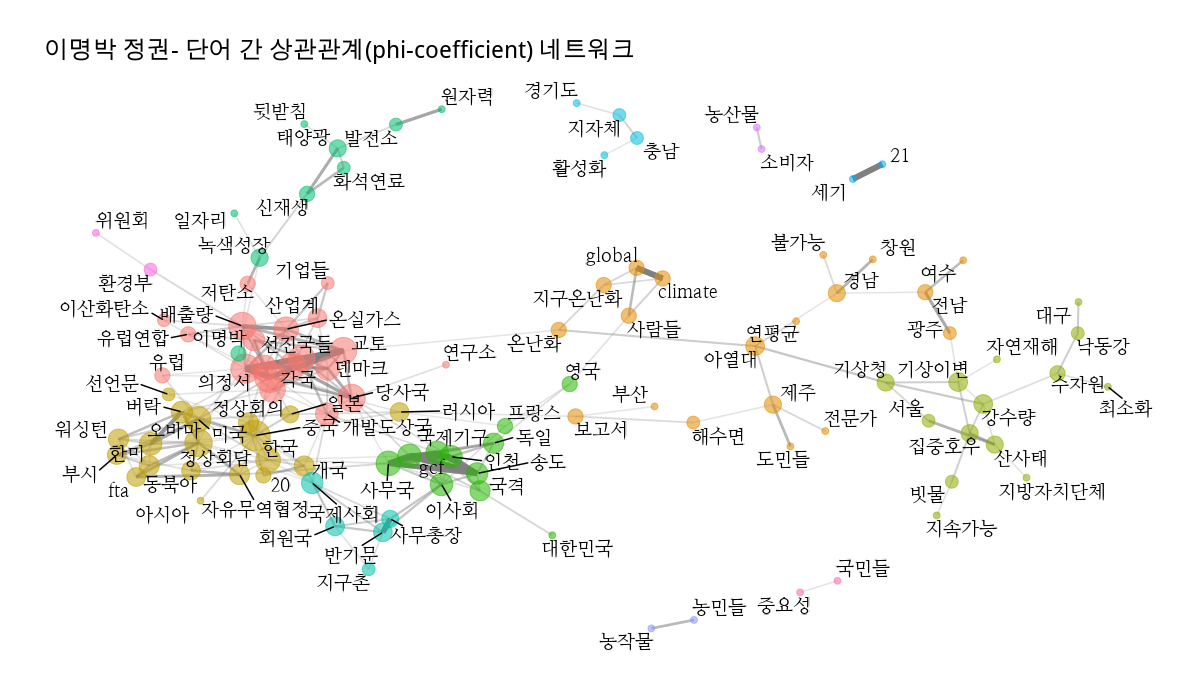 이명박 정권- 단어 간 상관관계(phi-coefficient) 네트워크
경기도
원자력
뒷받침
농산물
지자체
태양광
발전소
충남
21
소비자
활성화
화석연료
세기
신재생
위원회
일자리
녹색성장
불가능
창원
global
기업들
여수
환경부
경남
저탄소
climate
지구온난화
이산화탄소
배출량
산업계
전남
대구
온실가스
사람들
광주
유럽연합
이명박
선진국들
교토
온난화
연평균
자연재해
낙동강
연구소
아열대
유럽
덴마크
영국
기상청
기상이변
선언문
의정서
각국
수자원
당사국
부산
제주
버락
정상회의
일본
러시아
프랑스
서울
강수량
최소화
전문가
워싱턴
오바마
미국
중국
개발도상국
보고서
해수면
국제기구
독일
집중호우
한미
한국
정상회담
도민들
산사태
인천
송도
부시
개국
gcf
동북아
20
사무국
국격
빗물
지방자치단체
fta
아시아
자유무역협정
국제사회
이사회
지속가능
회원국
사무총장
대한민국
반기문
지구촌
국민들
농민들
중요성
농작물